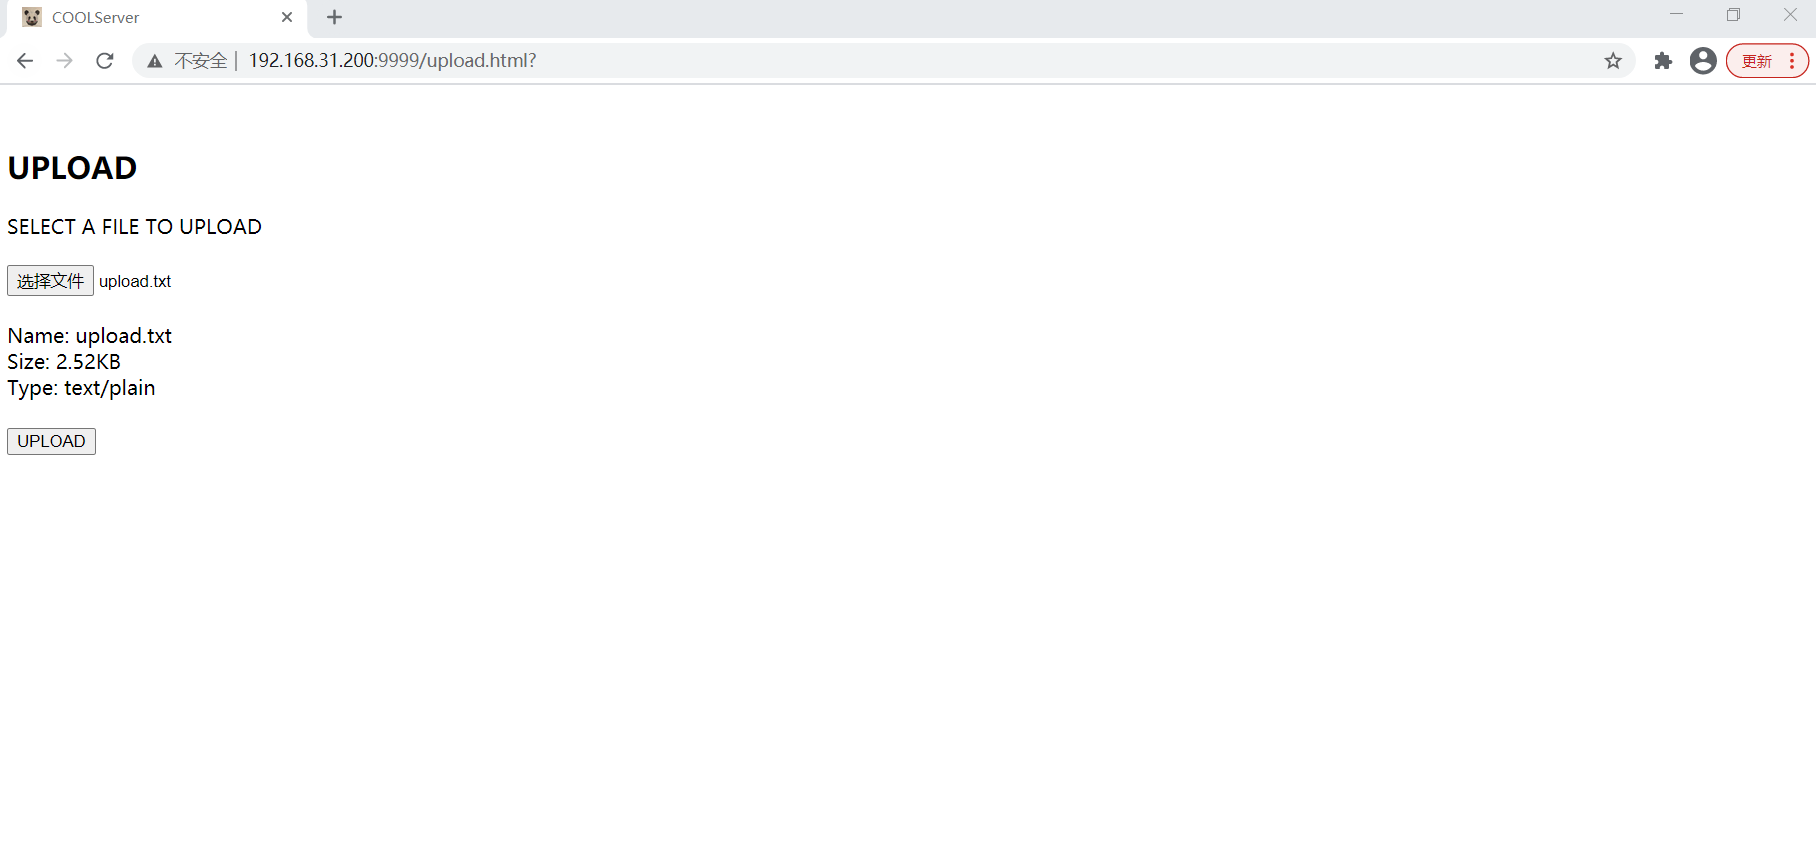 COOLServer
不安全 | 192.168.31.200:9999/upload.html?
更新
UPLOAD
SELECT A FILE TO UPLOAD
选择文件 upload.txt
Name: upload.txt
Size: 2.52KB
Type: text/plain
UPLOAD